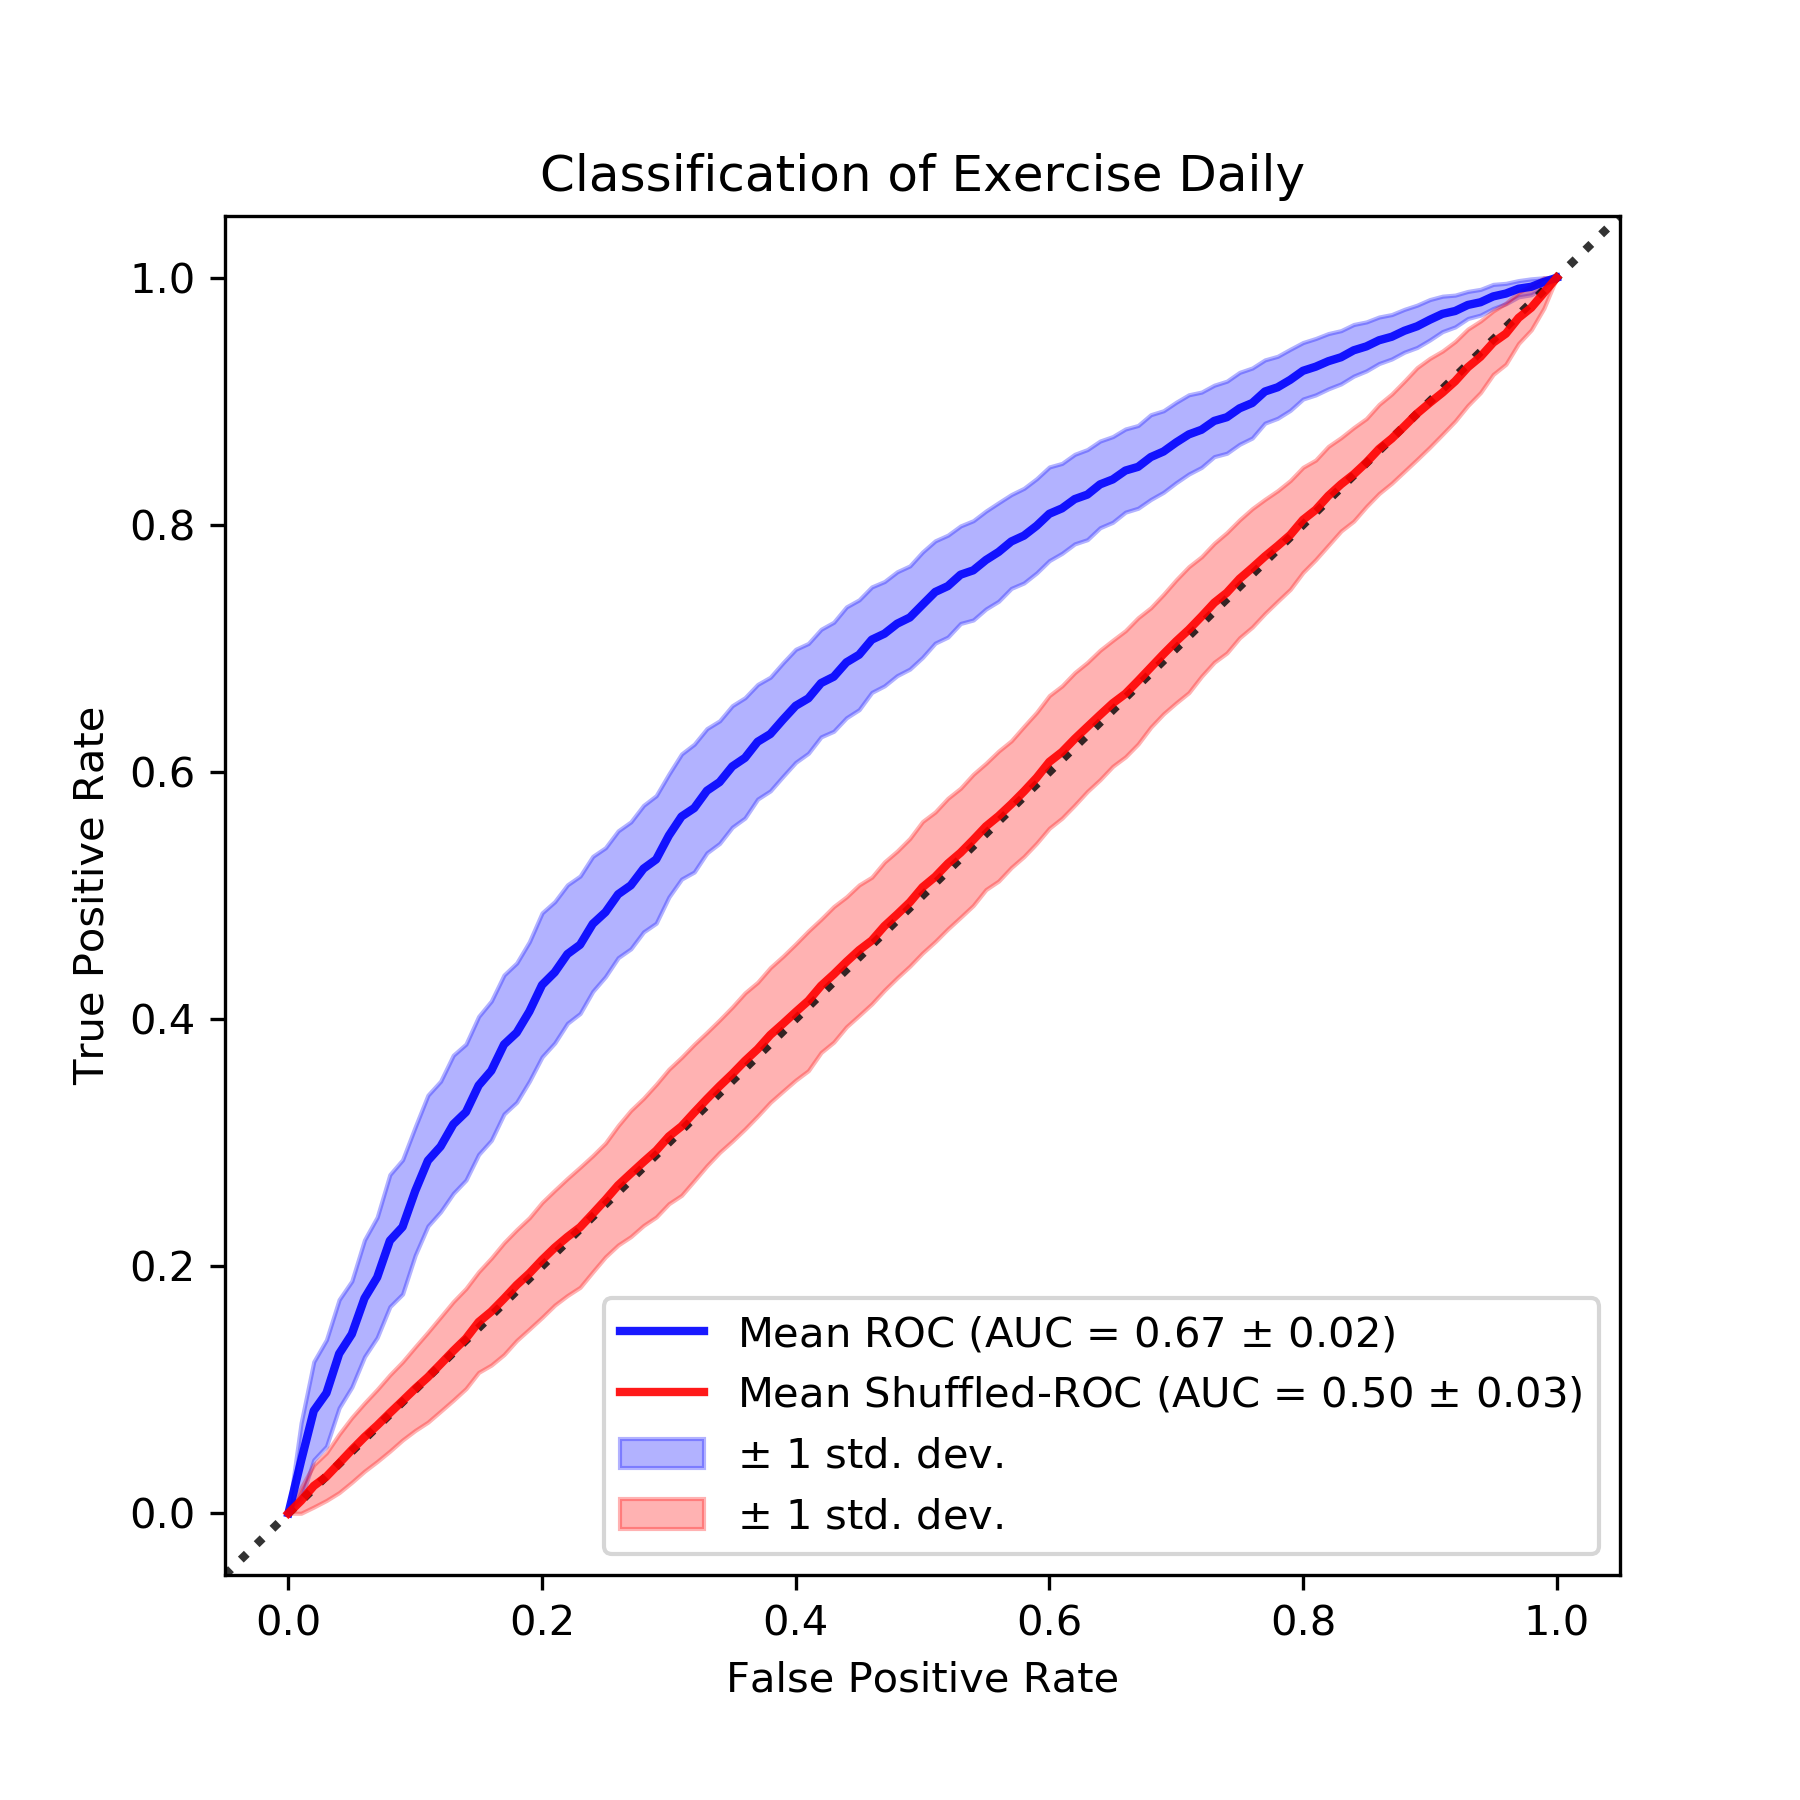 Classification of Exercise Daily
1.0
0.8
0.6
0.4
0.2
0.0
True Positive Rate
Mean ROC (AUC = 0.67 ± 0.02)
Mean Shuffled-ROC (AUC = 0.50 ± 0.03)
± 1 std. dev.
± 1 std. dev.
0.0 0.2 0.4 0.6 0.8 1.0
False Positive Rate